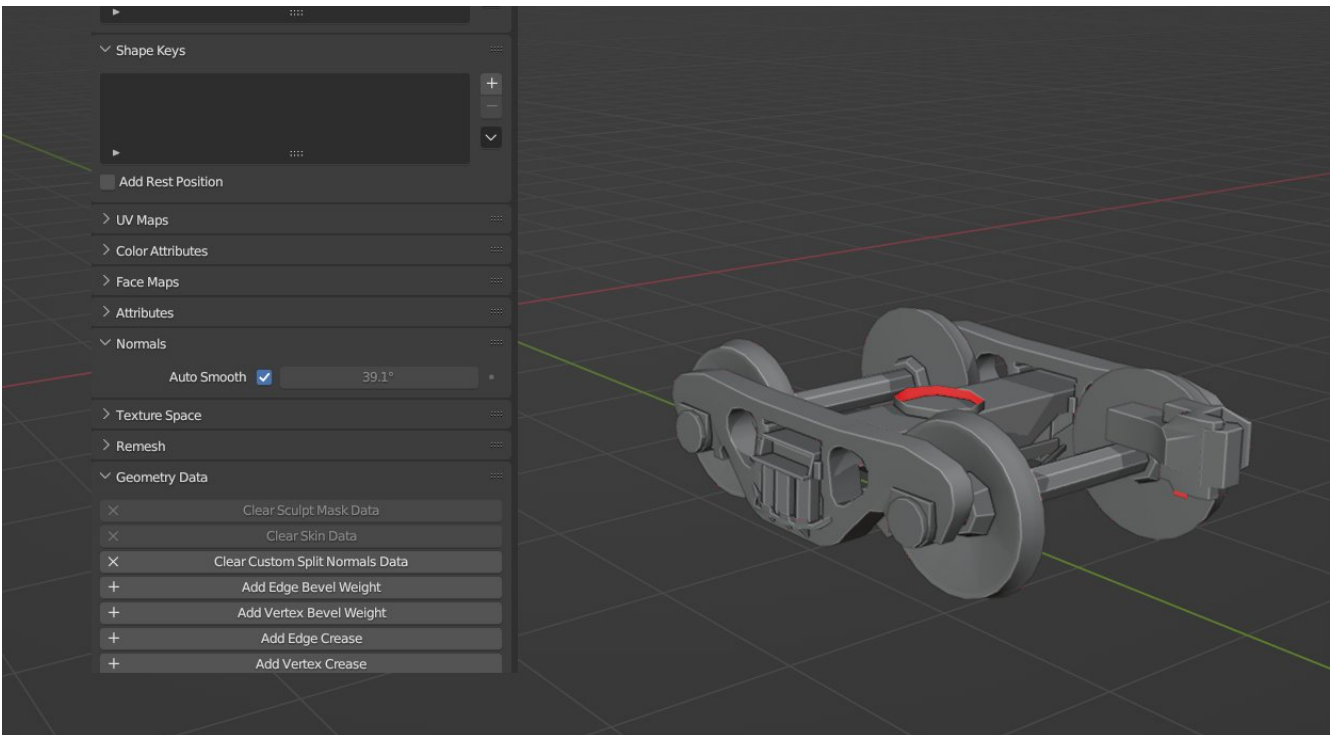 Shape Keys
Add Rest Position
UV Maps
Color Attributes
Face Maps
Attributes
Normals
Auto Smooth 39.1°
Texture Space
Remesh
Geometry Data
Clear Sculpt Mask Data
Clear Skin Data
Clear Custom Split Normals Data
Add Edge Bevel Weight
Add Vertex Bevel Weight
Add Edge Crease
Add Vertex Crease